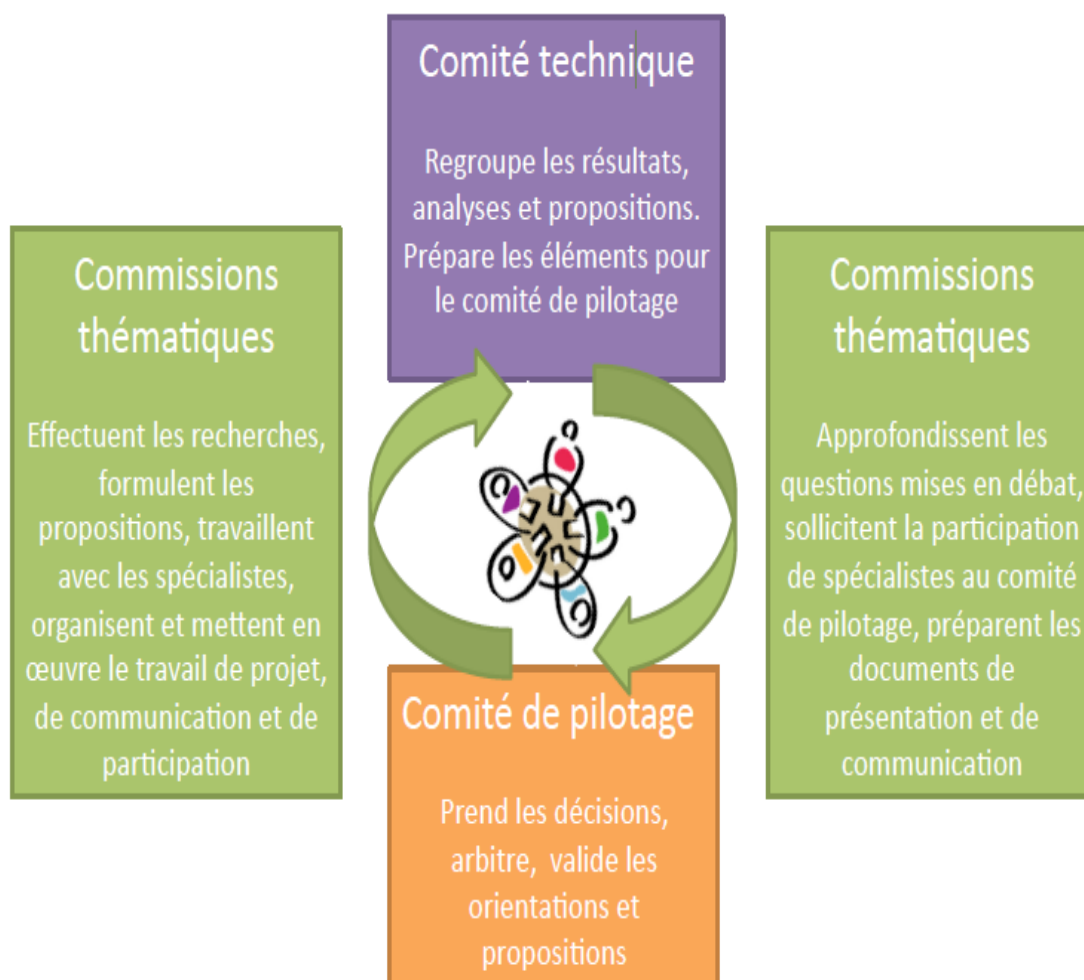 Comité technique
Regroupe les résultats,
analyses et propositions.
Prépare les éléments pour
le comité de pilotage
Commissions
thématiques
Effectuent les recherches,
formulent les
propositions, travaillent
avec les spécialistes,
organisent et mettent en
œuvre le travail de projet,
de communication et de
participation
Commissions
thématiques
Approfondissent les
questions mises en débat,
sollicitent la participation
de spécialistes au comité
de pilotage, préparent les
documents de
présentation et de
communication
Comité de pilotage
Prend les décisions,
arbitre, valide les
orientations et
propositions